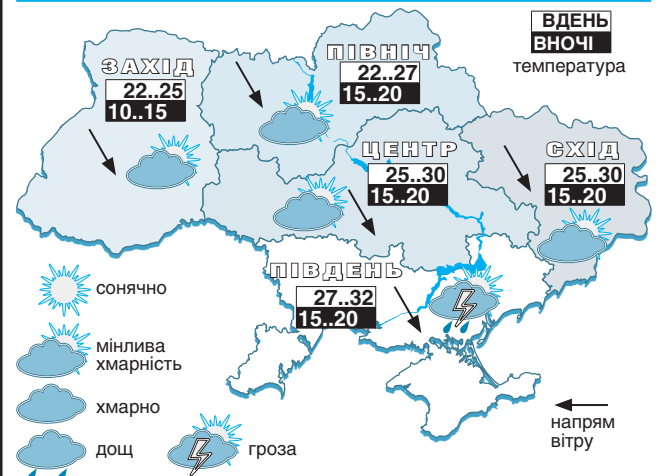 ВДЕНЬ
ВНОЧІ
температура
ЗАХІД
22..25
10..15
ПІВНІЧ
22..27
15..20
ЦЕНТР
25..30
15..20
СХІД
25..30
15..20
ПІВДЕНЬ
27..32
15..20
сонячно
мінлива
хмарність
хмарно
дощ
гроза
напрям
вітру